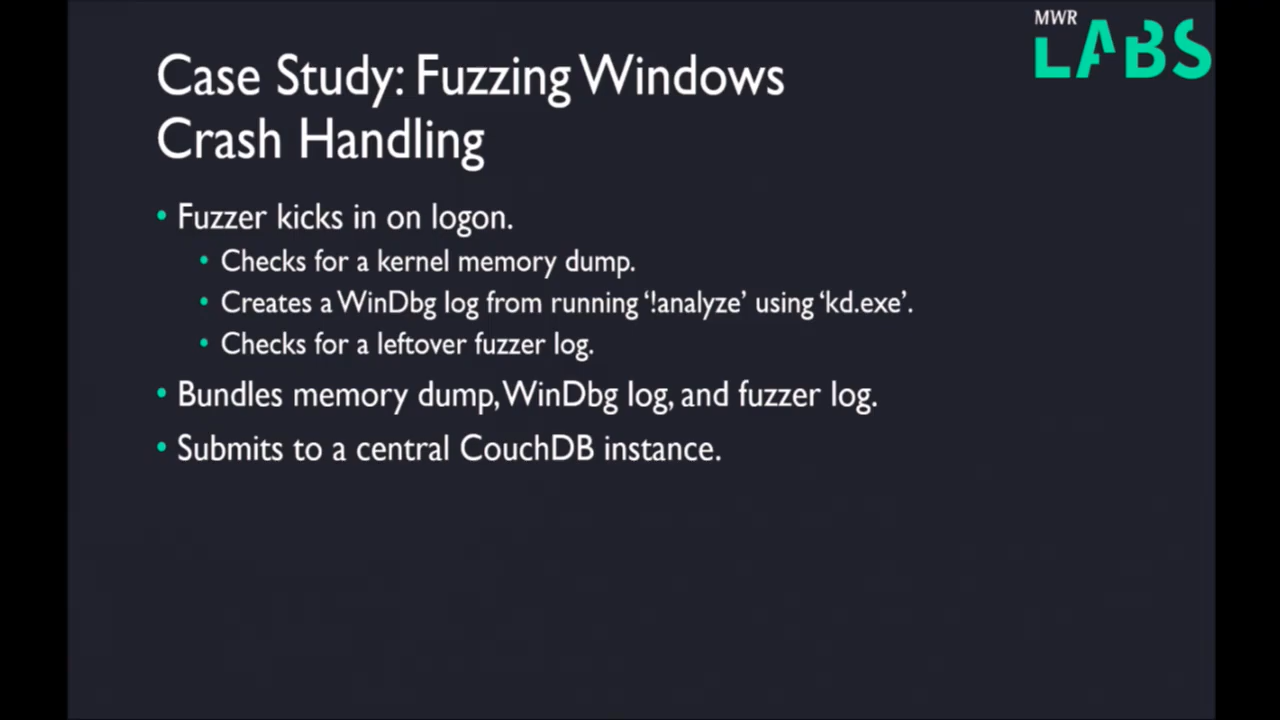 MWR
LABS
Case Study: Fuzzing Windows
Crash Handling
• Fuzzer kicks in on logon.
• Checks for a kernel memory dump.
• Creates a WinDbg log from running ‘!analyze’ using ‘kd.exe’.
• Checks for a leftover fuzzer log.
• Bundles memory dump, WinDbg log, and fuzzer log.
• Submits to a central CouchDB instance.